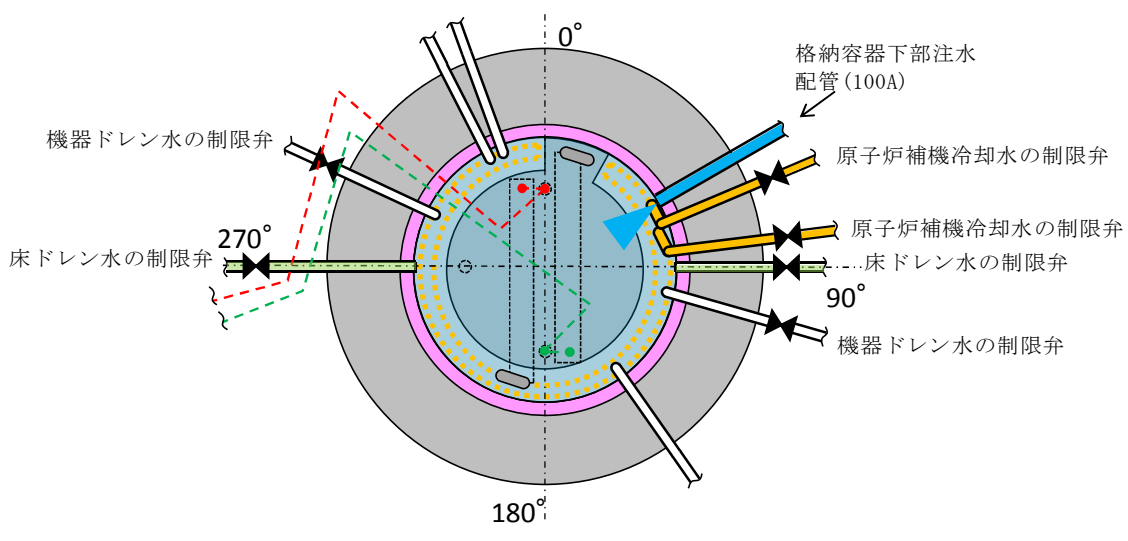 0°
格納容器下部注水
配管(100A)
機器ドレン水の制限弁
原子炉補機冷却水の制限弁
270°
原子炉補機冷却水の制限弁
床ドレン水の制限弁
床ドレン水の制限弁
90°
機器ドレン水の制限弁
180°